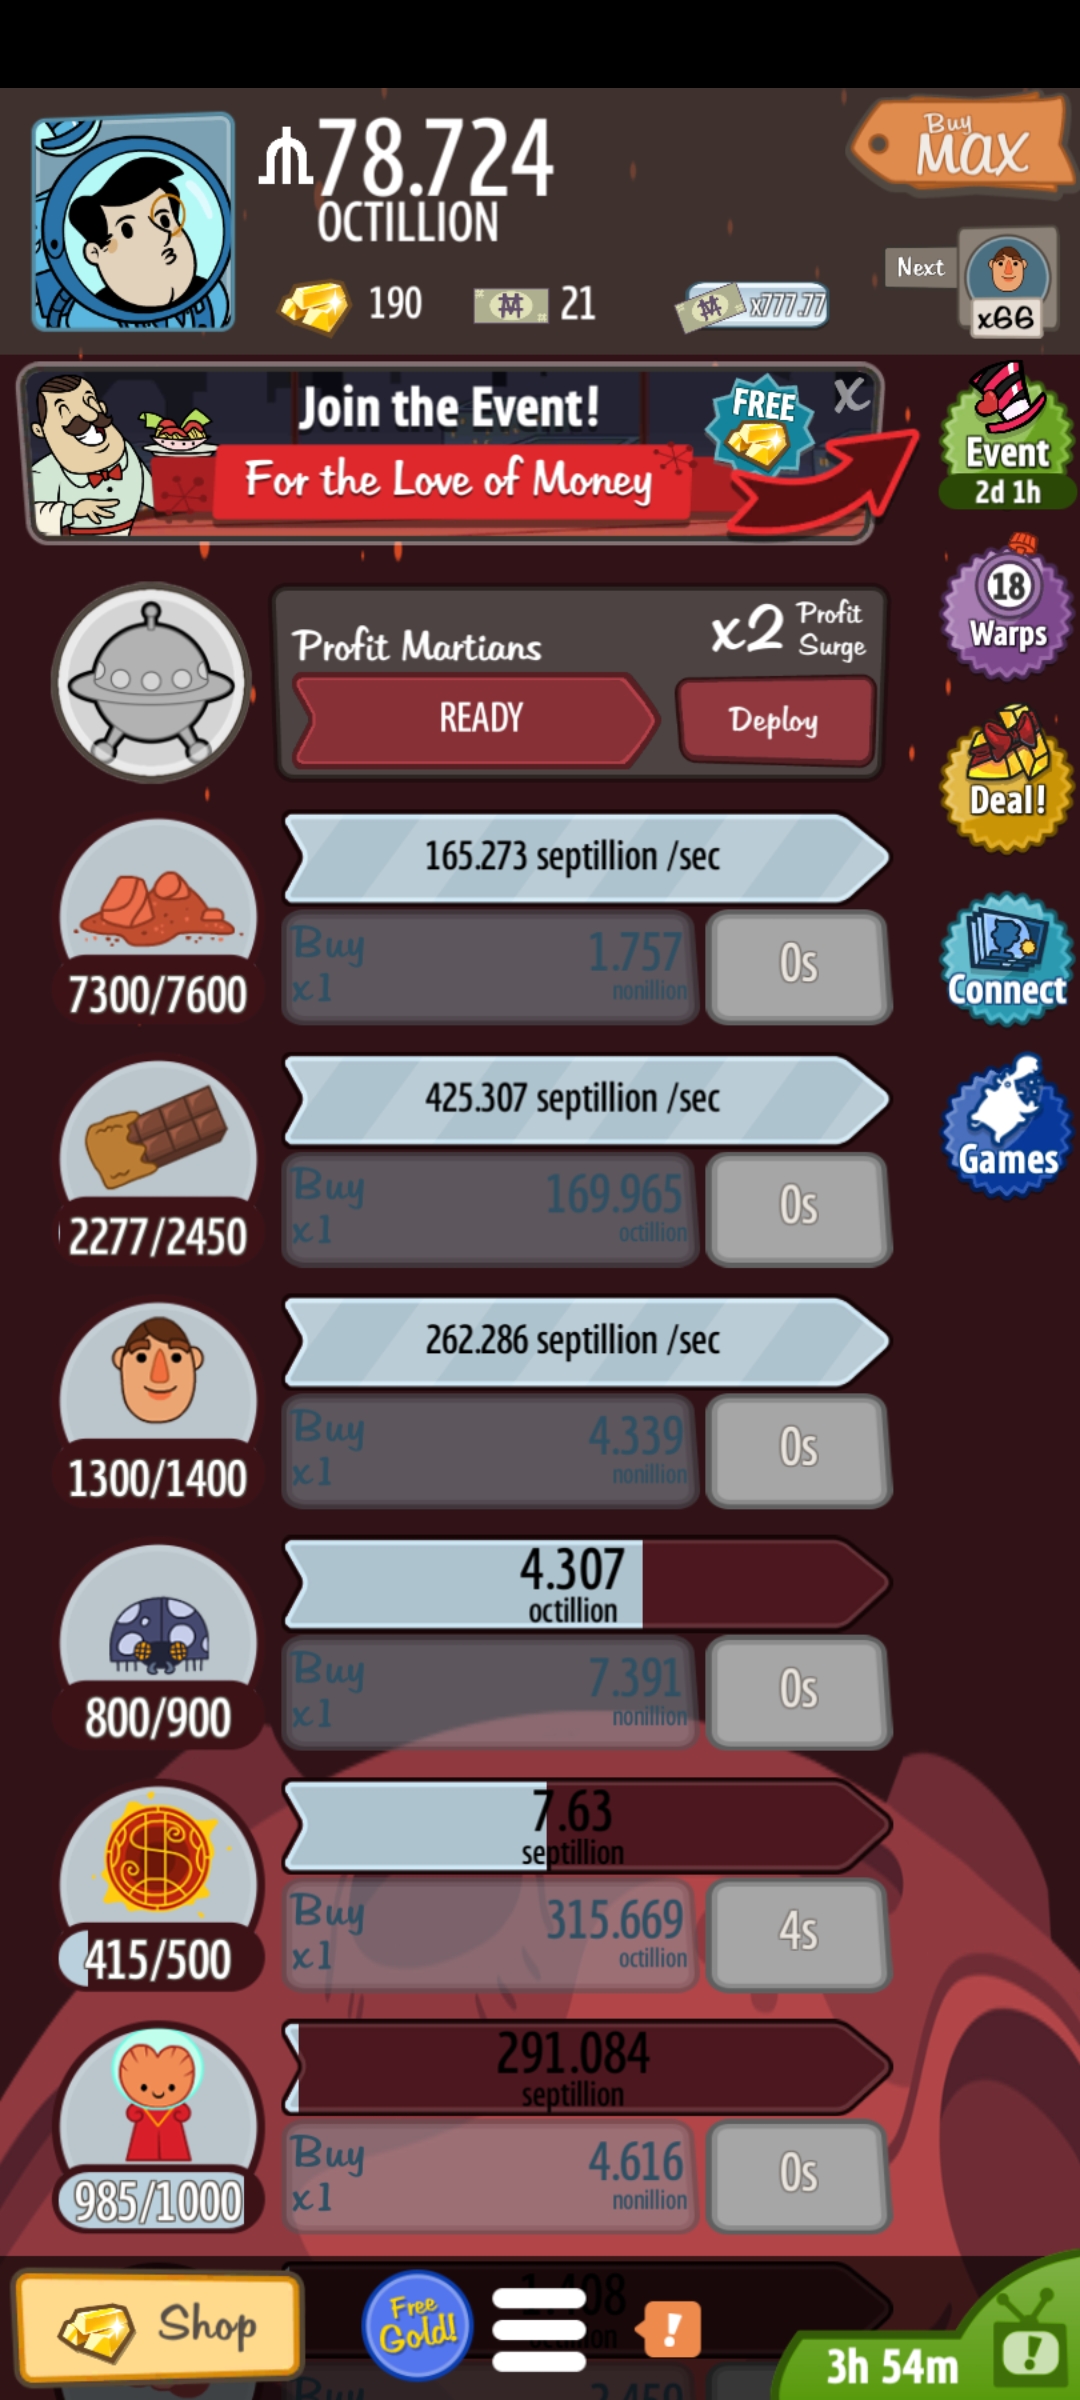 78.724
OCTILLION
Buy
MAX
190
21
x777.77
Next
x66
Join the Event!
FREE
X
For the Love of Money
Event
2d 1h
18
Warps
Profit Martians
x2 Profit
Surge
READY
Deploy
Deal!
165.273 septillion /sec
Buy
x1
1.757
nonillion
0s
7300/7600
Connect
425.307 septillion /sec
Buy
x1
169.965
octillion
0s
2277/2450
Games
262.286 septillion /sec
Buy
x1
4.339
nonillion
0s
1300/1400
4.307
octillion
Buy
x1
7.391
nonillion
0s
800/900
7.63
septillion
Buy
x1
315.669
octillion
4s
415/500
291.084
septillion
Buy
x1
4.616
nonillion
0s
985/1000
Shop
Free
Gold!
!
3h 54m
!
Buy